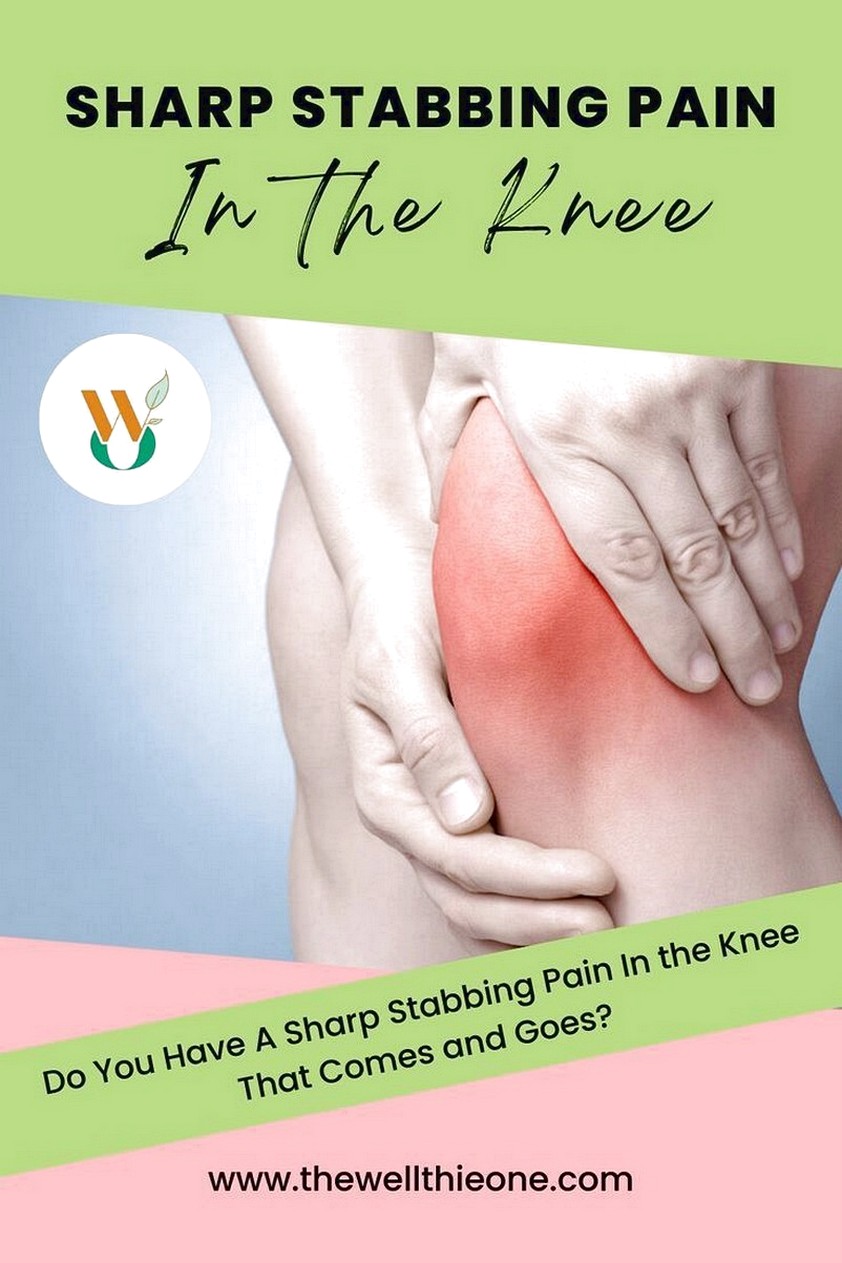 SHARP STABBING PAIN
In The Knee
W
Do You Have A Sharp Stabbing Pain In the Knee
That Comes and Goes?
www.thewellthieone.com